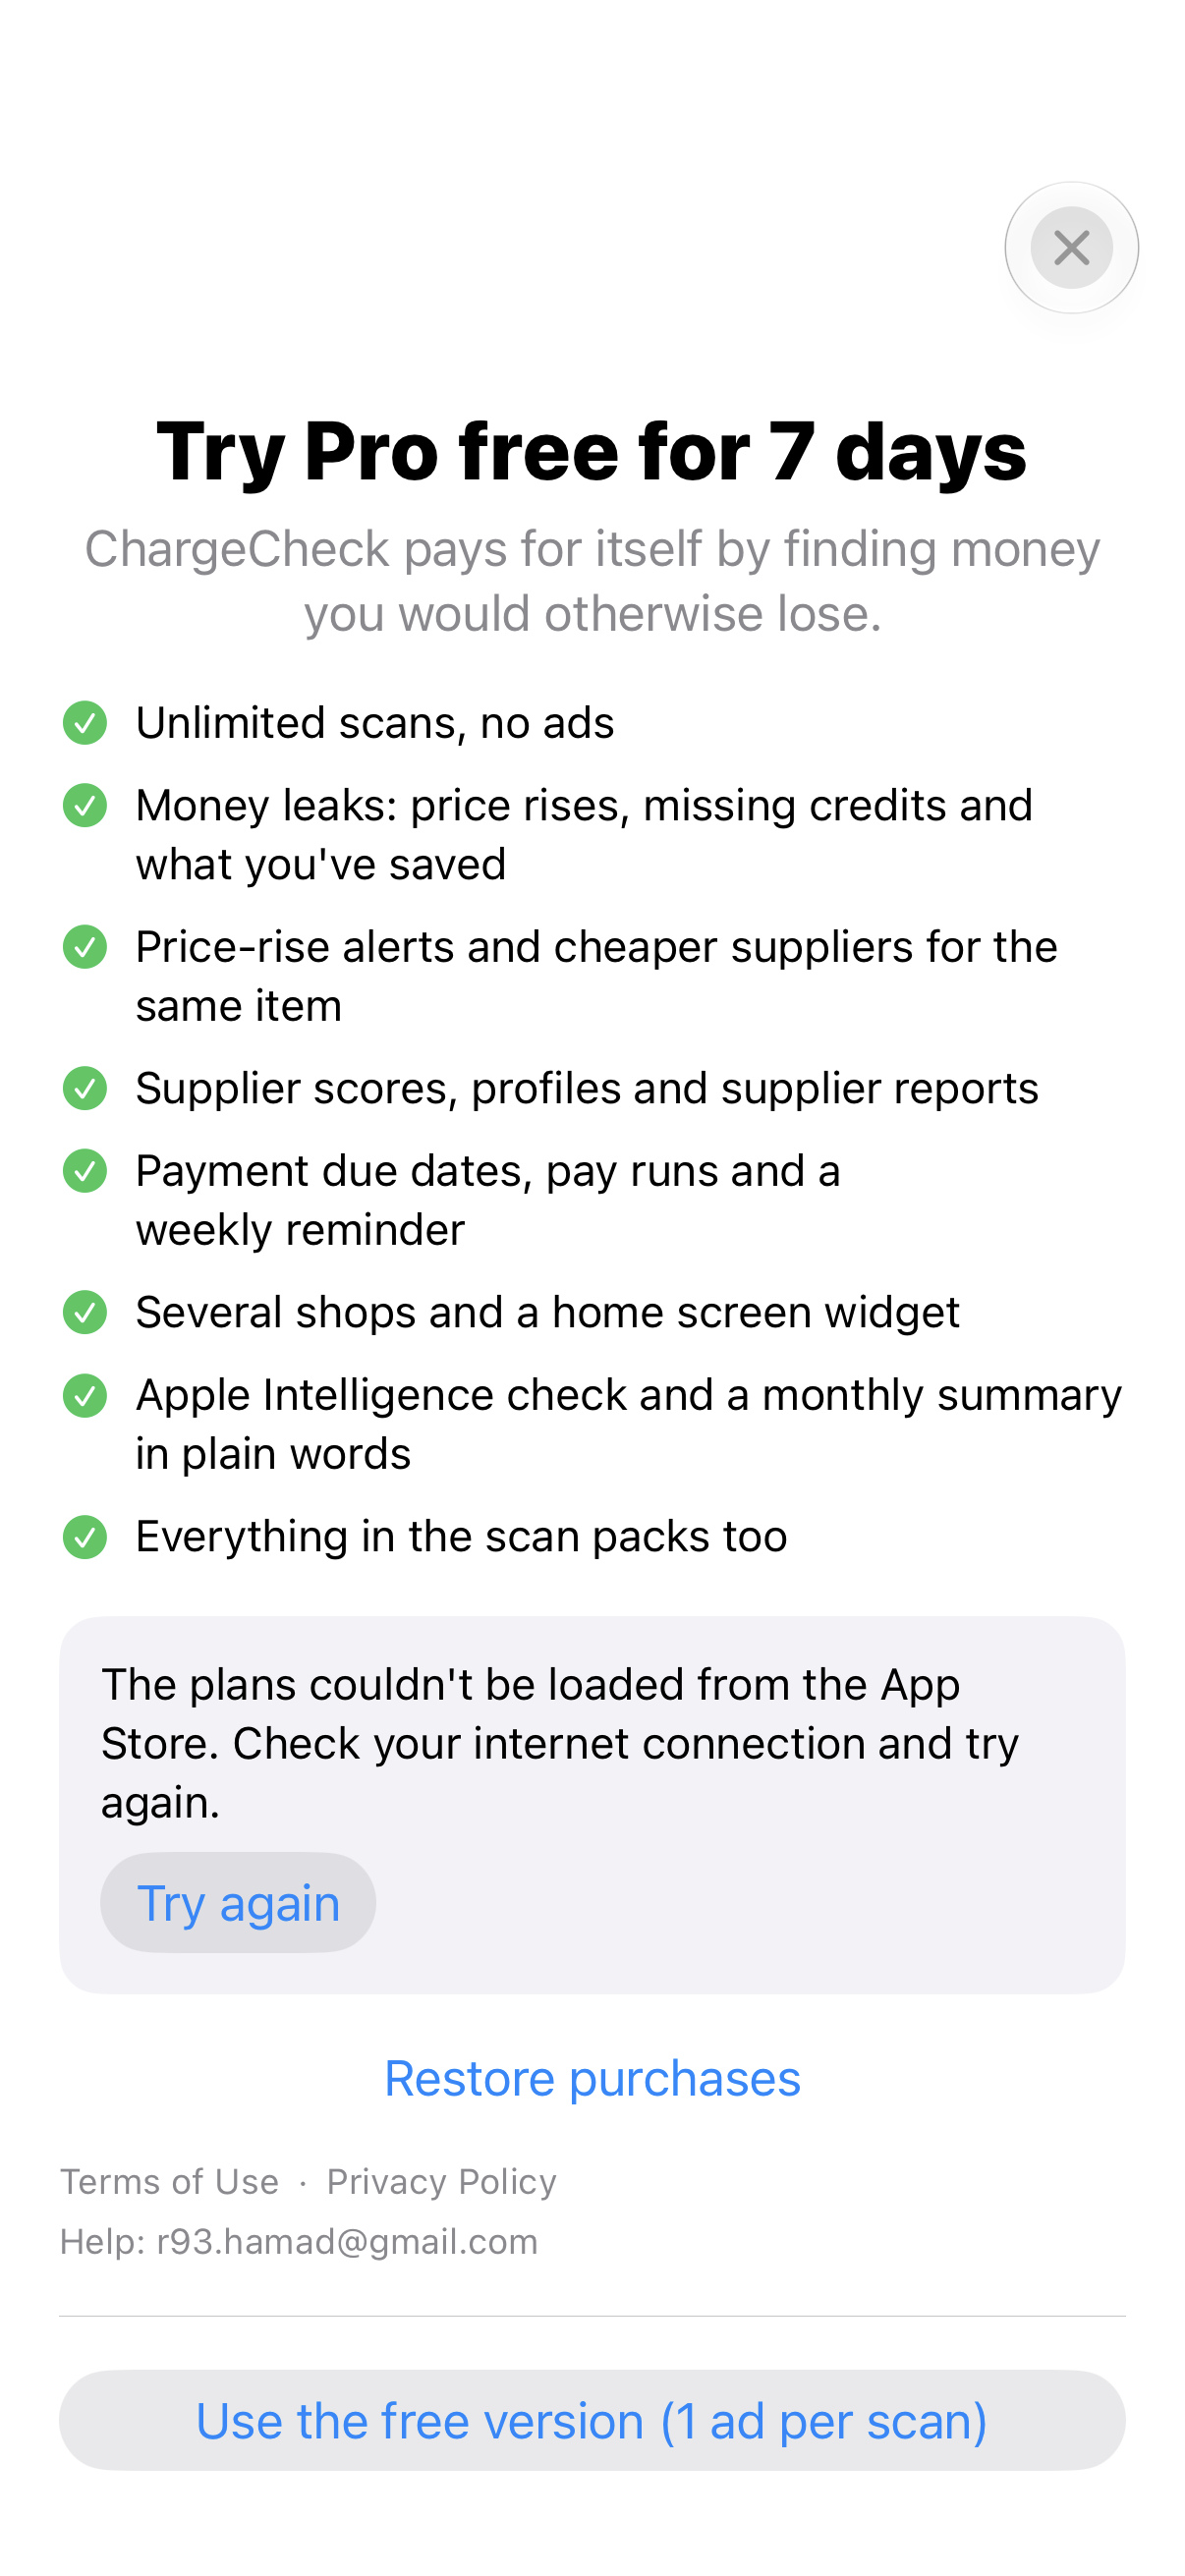 Try Pro free for 7 days
ChargeCheck pays for itself by finding money
you would otherwise lose.
Unlimited scans, no ads
Money leaks: price rises, missing credits and
what you've saved
Price-rise alerts and cheaper suppliers for the
same item
Supplier scores, profiles and supplier reports
Payment due dates, pay runs and a
weekly reminder
Several shops and a home screen widget
Apple Intelligence check and a monthly summary
in plain words
Everything in the scan packs too
The plans couldn't be loaded from the App
Store. Check your internet connection and try
again.
Try again
Restore purchases
Terms of Use · Privacy Policy
Help: r93.hamad@gmail.com
Use the free version (1 ad per scan)